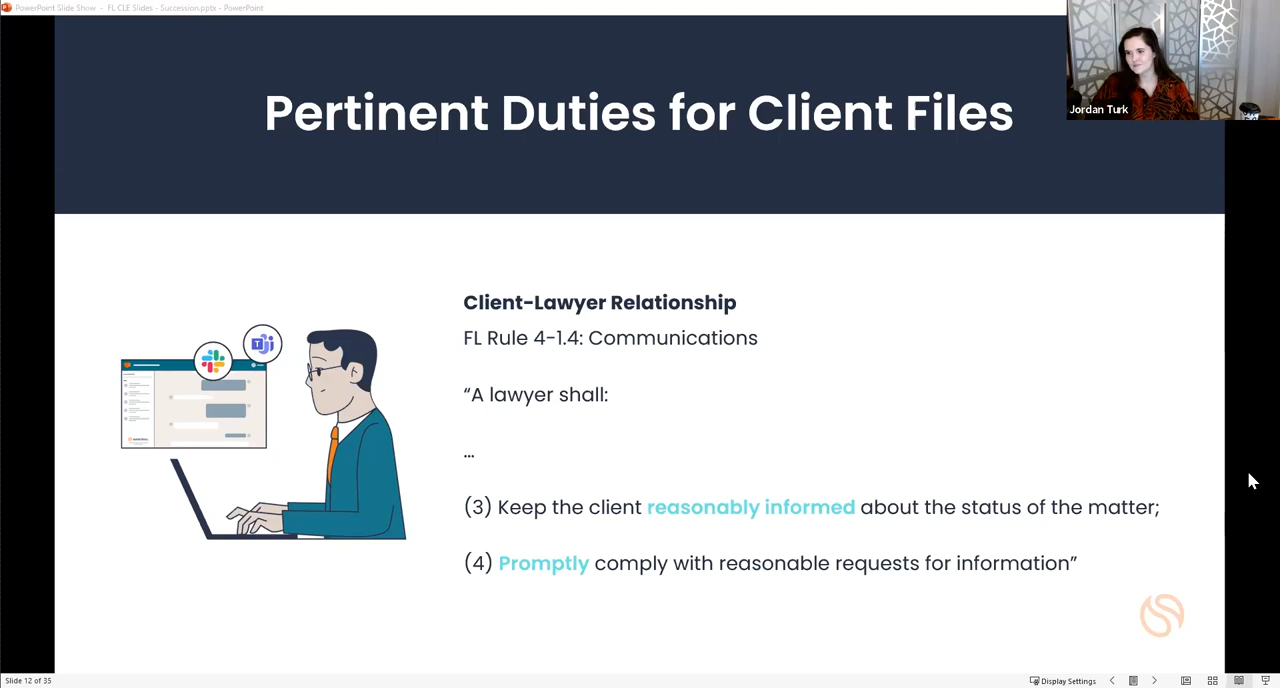 PowerPoint Slide Show - FL CLE Slides - Succession.pptx - PowerPoint
Jordan Turk
Pertinent Duties for Client Files
Client-Lawyer Relationship
FL Rule 4-1.4: Communications
“A lawyer shall:
...
(3) Keep the client reasonably informed about the status of the matter;
(4) Promptly comply with reasonable requests for information”
Slide 12 of 35
Display Settings